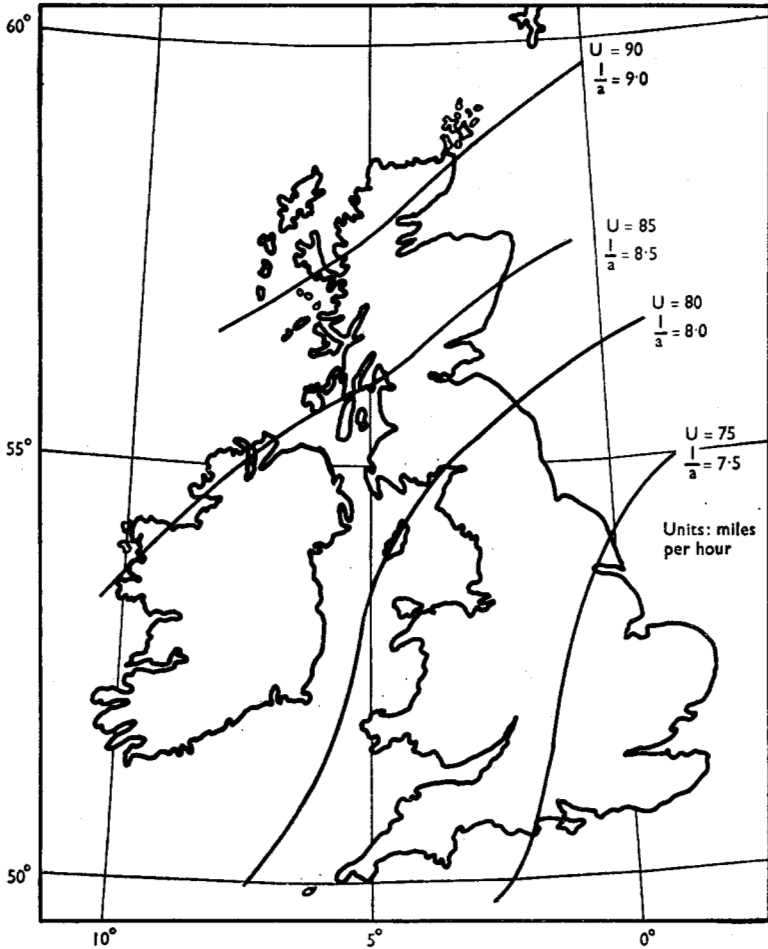 60°
U = 90
1/a = 9·0
U = 85
1/a = 8·5
U = 80
1/a = 8·0
55°
U = 75
1/a = 7·5
Units: miles
per hour
50°
10°
5°
0°